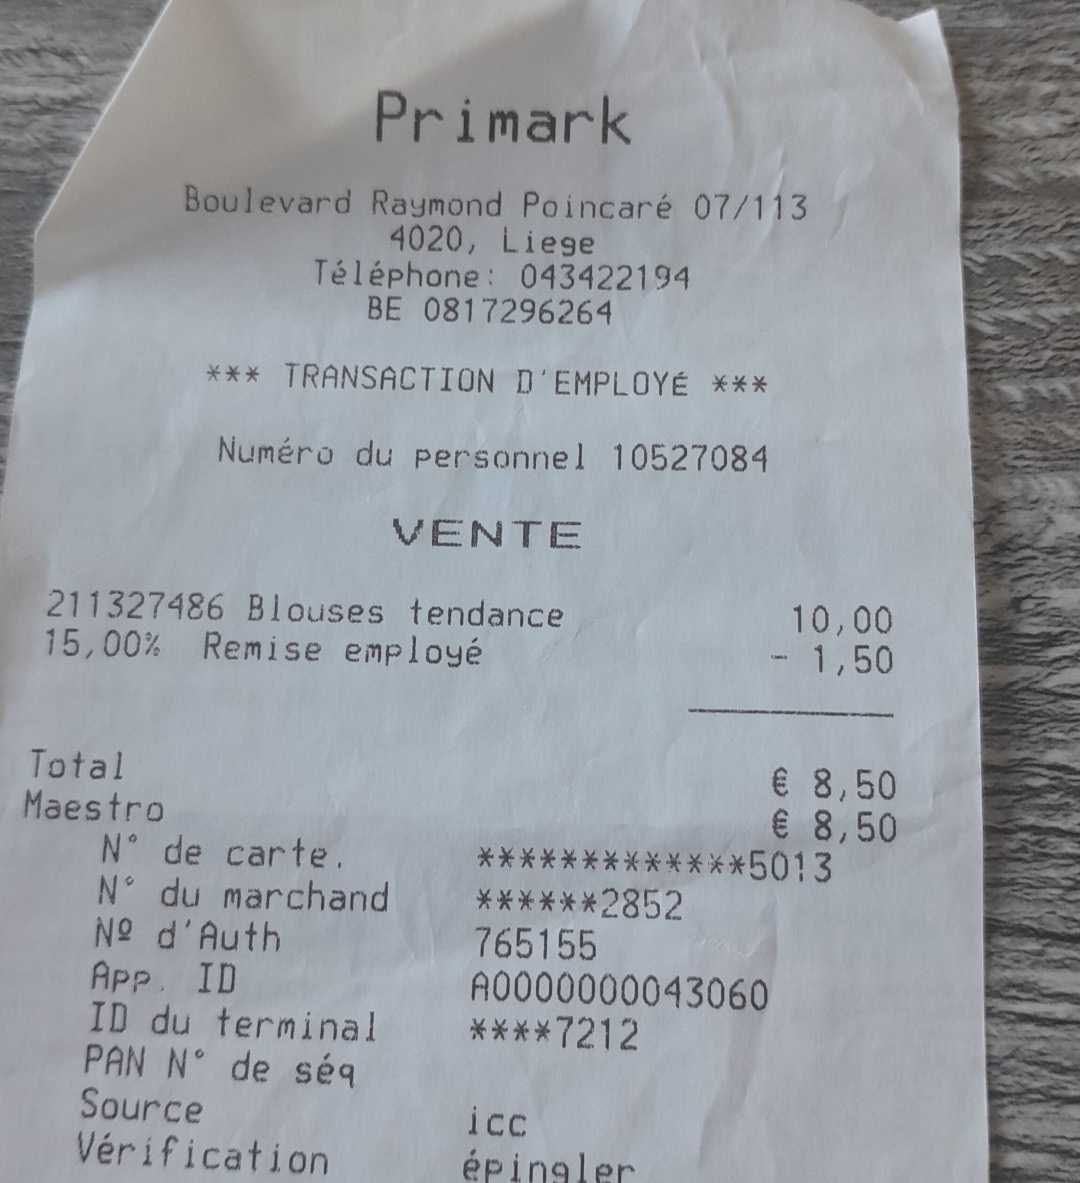 Primark
Boulevard Raymond Poincaré 07/113
4020, Liege
Téléphone: 043422194
BE 0817296264
*** TRANSACTION D'EMPLOYÉ ***
Numéro du personnel 10527084
VENTE
211327486 Blouses tendance 10,00
15,00% Remise employé - 1,50
Total € 8,50
Maestro € 8,50
N° de carte. *************5013
N° du marchand ******2852
Nº d'Auth 765155
App. ID A0000000043060
ID du terminal ****7212
PAN N° de séq
Source icc
Vérification épingler